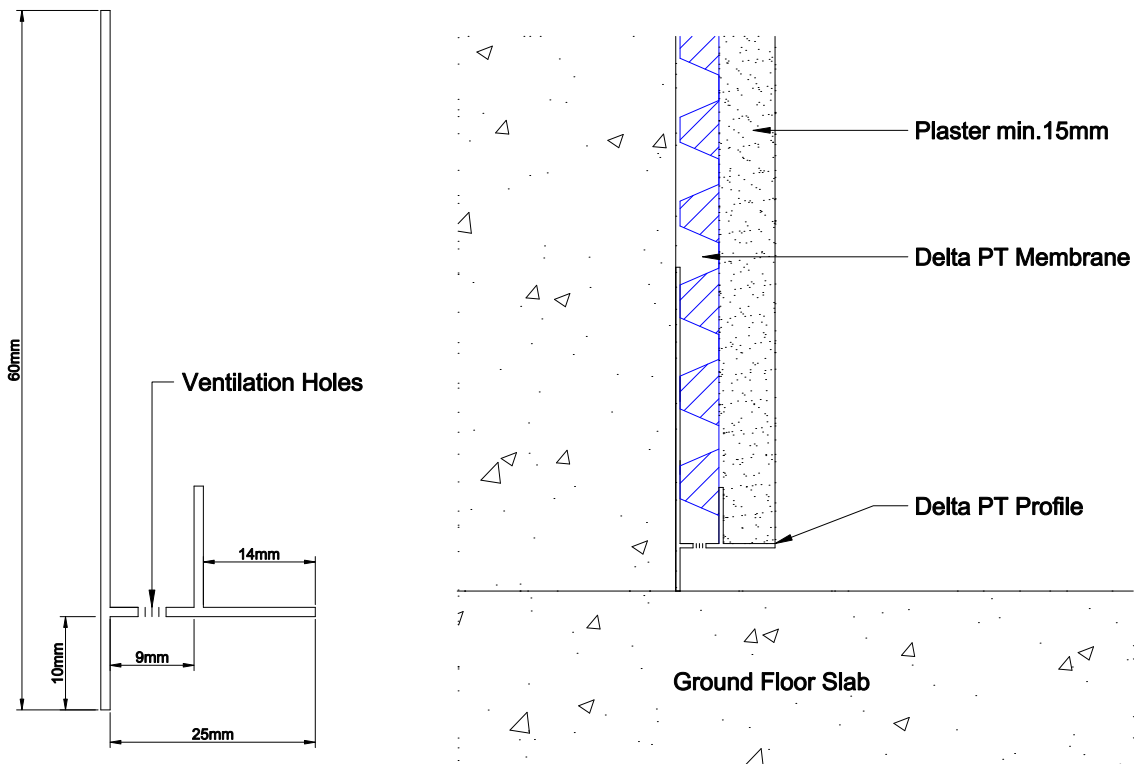 60mm
Ventilation Holes
14mm
10mm
9mm
25mm
Plaster min.15mm
Delta PT Membrane
Delta PT Profile
Ground Floor Slab